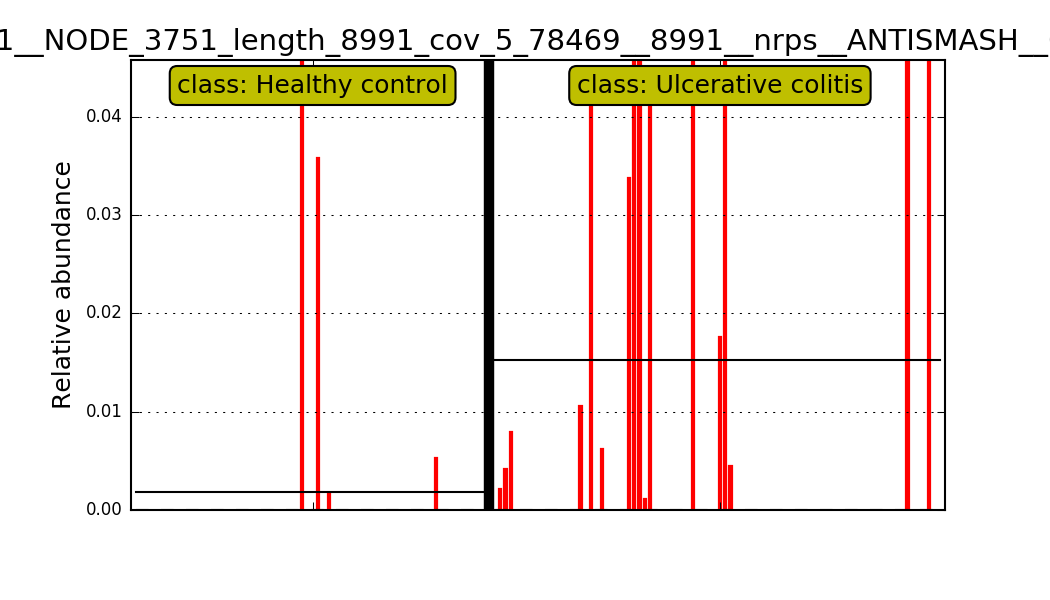 1__NODE_3751_length_8991_cov_5_78469__8991__nrps__ANTISMASH__
class: Healthy control
class: Ulcerative colitis
Relative abundance
0.04
0.03
0.02
0.01
0.00